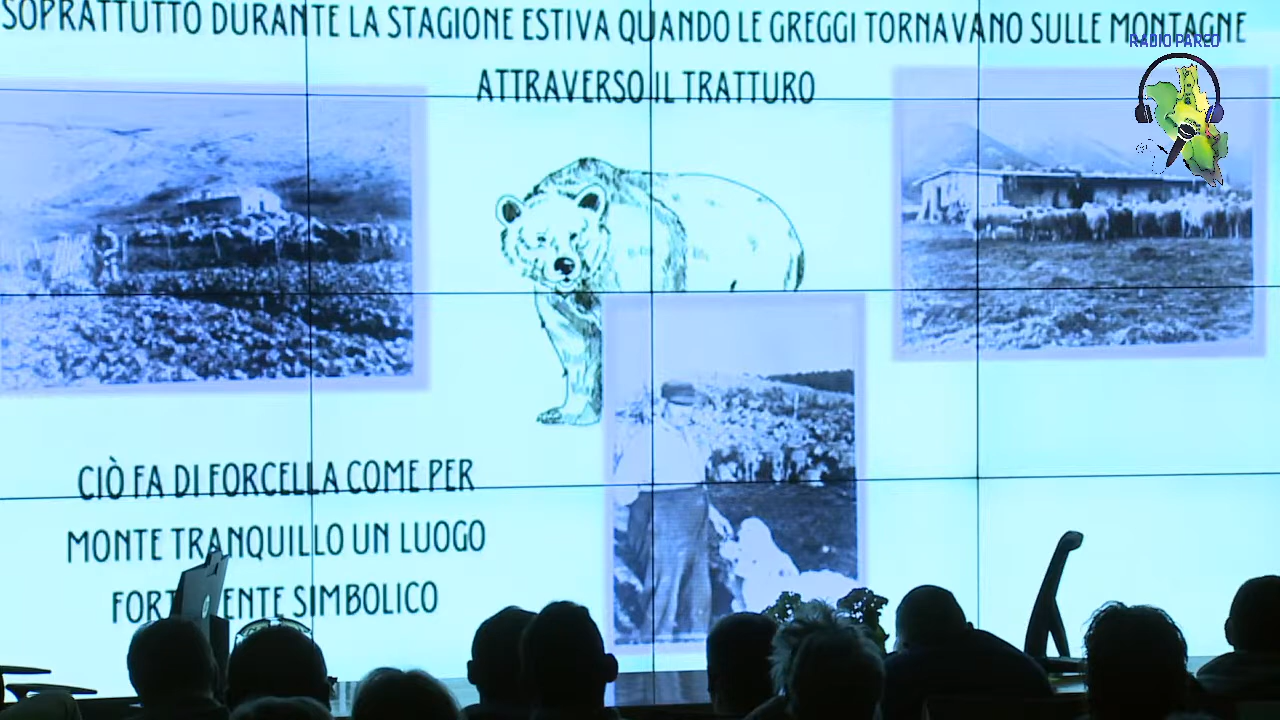 SOPRATTUTTO DURANTE LA STAGIONE ESTIVA QUANDO LE GREGGI TORNAVANO SULLE MONTAGNE
RADIO PARCO
ATTRAVERSO IL TRATTURO
CIÒ FA DI FORCELLA COME PER
MONTE TRANQUILLO UN LUOGO
SIMBOLICO